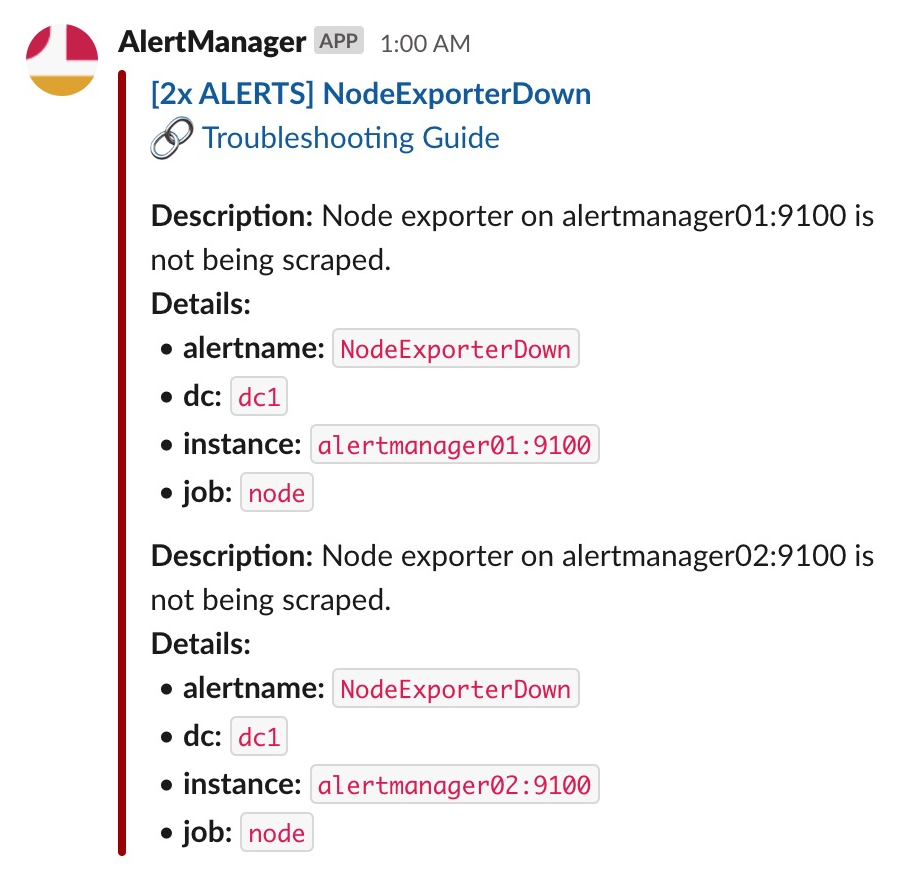 AlertManager APP 1:00 AM
[2x ALERTS] NodeExporterDown
Troubleshooting Guide
Description: Node exporter on alertmanager01:9100 is
not being scraped.
Details:
• alertname: NodeExporterDown
• dc: dc1
• instance: alertmanager01:9100
• job: node
Description: Node exporter on alertmanager02:9100 is
not being scraped.
Details:
• alertname: NodeExporterDown
• dc: dc1
• instance: alertmanager02:9100
• job: node